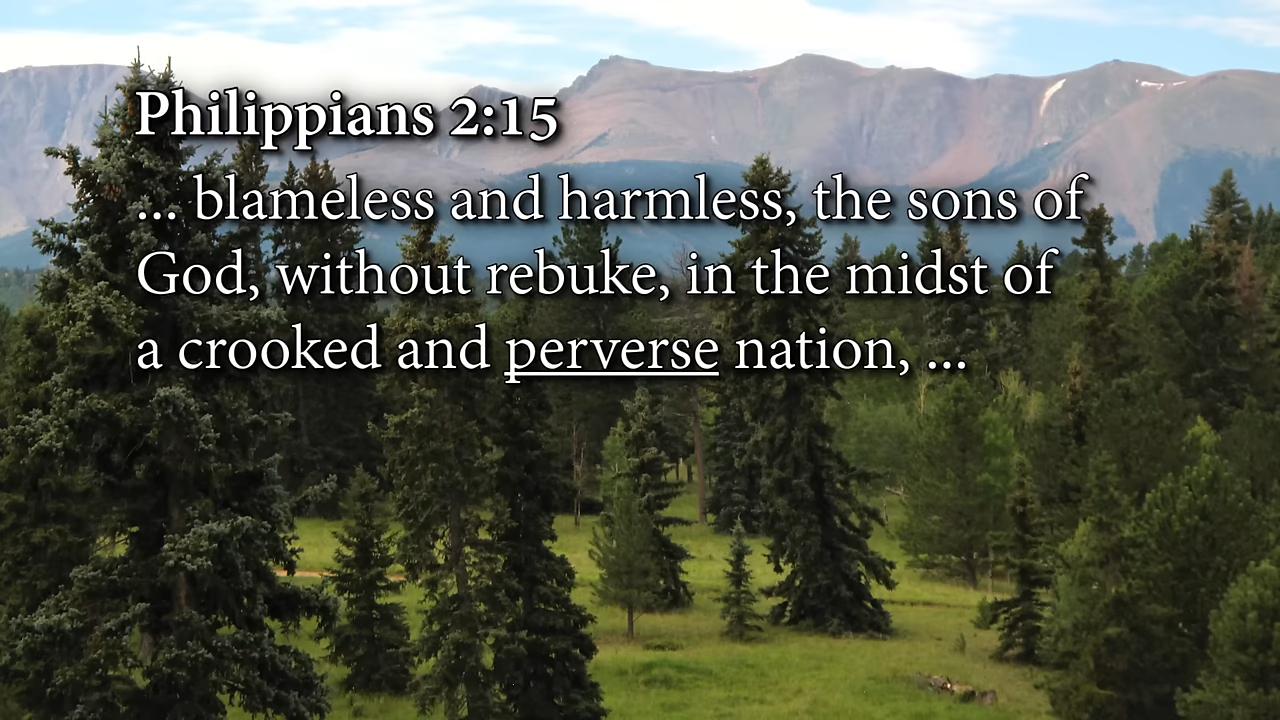 Philippians 2:15
... blameless and harmless, the sons of
God, without rebuke, in the midst of
a crooked and perverse nation, ...